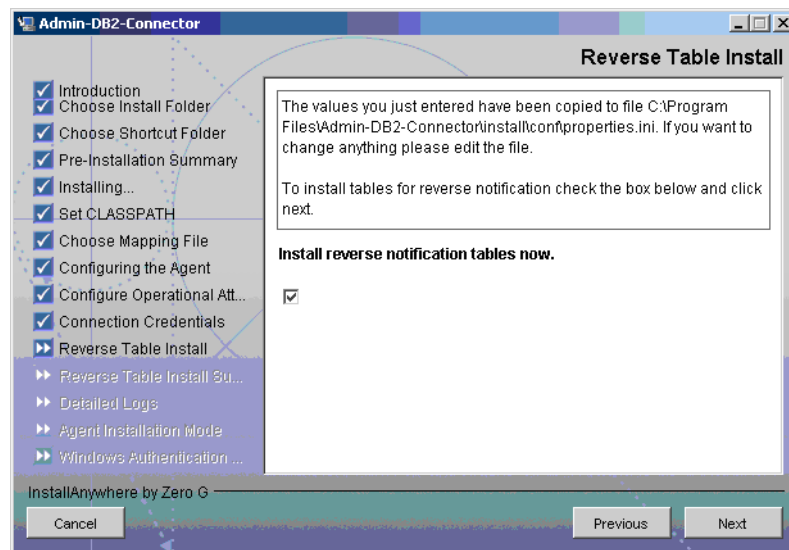 Admin-DB2-Connector
Reverse Table Install
Introduction
Choose Install Folder
Choose Shortcut Folder
Pre-Installation Summary
Installing...
Set CLASSPATH
Choose Mapping File
Configuring the Agent
Configure Operational Att...
Connection Credentials
Reverse Table Install
Reverse Table Install Su...
Detailed Logs
Agent Installation Mode
Windows Authentication ...
The values you just entered have been copied to file C:\Program
Files\Admin-DB2-Connector\install\conf\properties.ini. If you want to
change anything please edit the file.
To install tables for reverse notification check the box below and click
next.
Install reverse notification tables now.
InstallAnywhere by Zero G
Cancel
Previous
Next